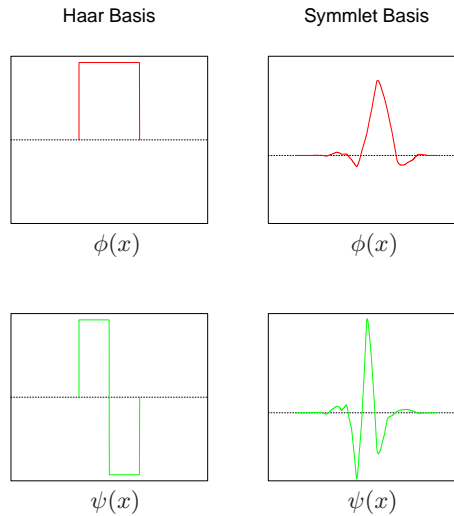 Haar Basis Symmlet Basis
ϕ(x) ϕ(x)
ψ(x) ψ(x)